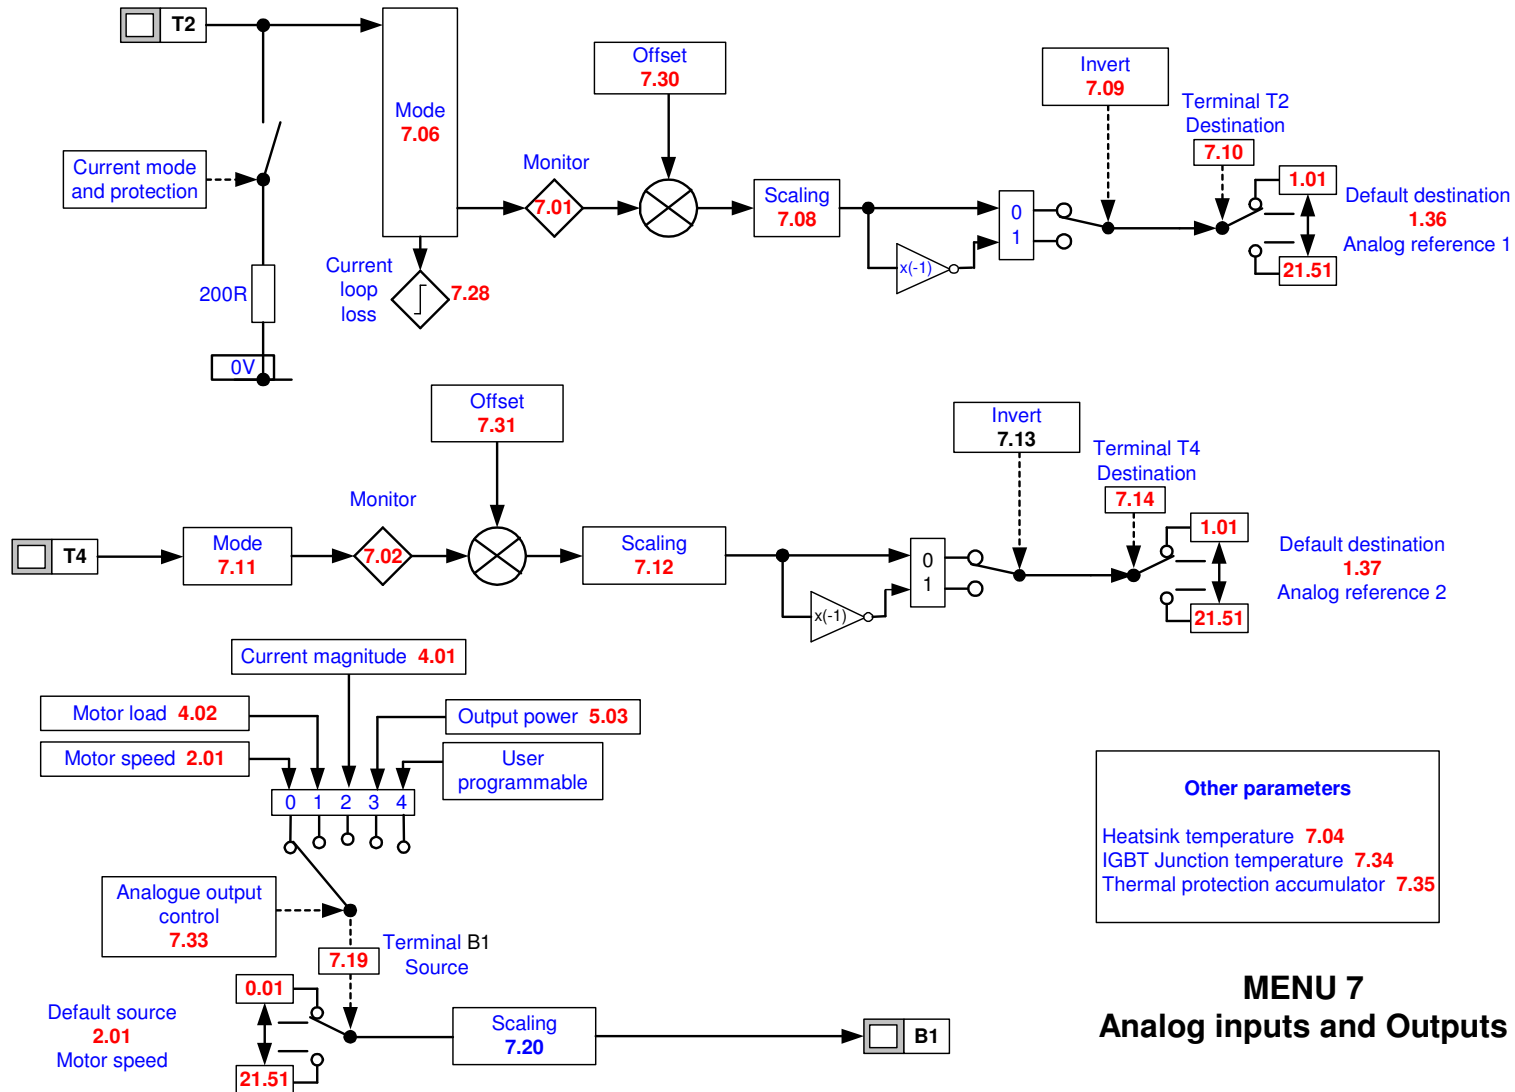 T2
Mode
7.06
Current mode
and protection
200R
0V
Current
loop
loss
7.28
Monitor
7.01
Offset
7.30
Scaling
7.08
x(-1)
0
1
Invert
7.09
Terminal T2
Destination
7.10
1.01
21.51
Default destination
1.36
Analog reference 1
T4
Mode
7.11
Monitor
7.02
Offset
7.31
Scaling
7.12
x(-1)
0
1
Invert
7.13
Terminal T4
Destination
7.14
1.01
21.51
Default destination
1.37
Analog reference 2
Current magnitude 4.01
Motor load 4.02
Output power 5.03
Motor speed 2.01
User
programmable
0 1 2 3 4
Analogue output
control
7.33
7.19
Terminal B1
Source
0.01
21.51
Default source
2.01
Motor speed
Scaling
7.20
B1
Other parameters
Heatsink temperature 7.04
IGBT Junction temperature 7.34
Thermal protection accumulator 7.35
MENU 7
Analog inputs and Outputs